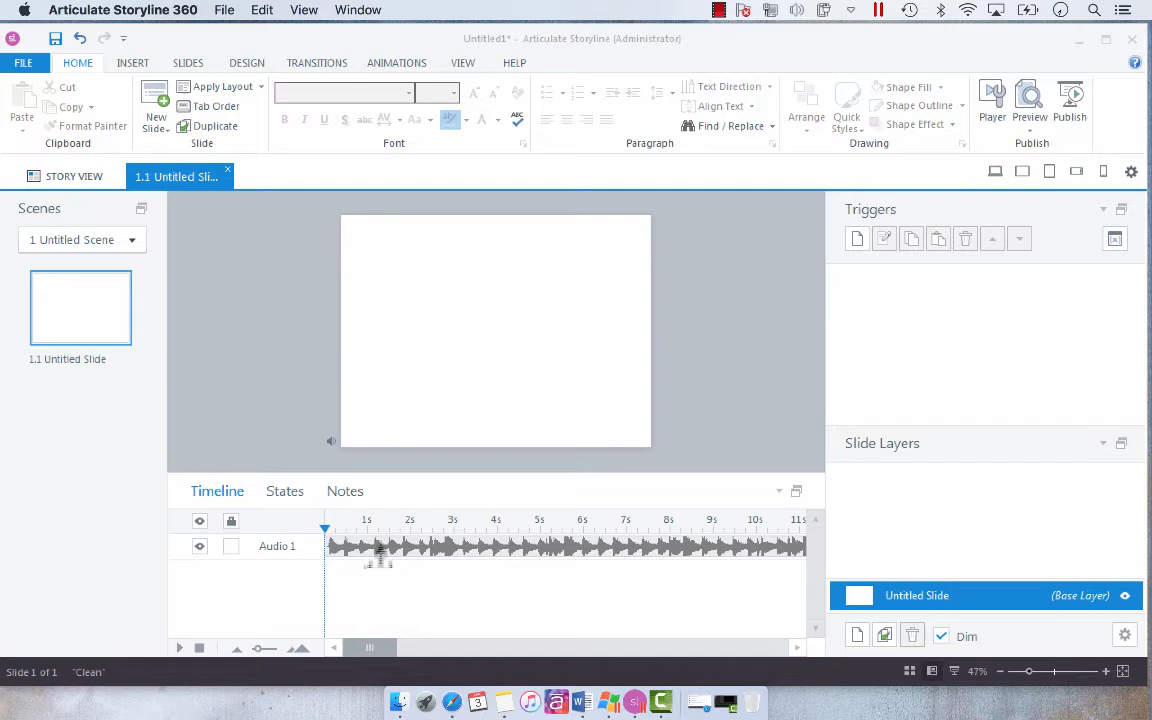 Articulate Storyline 360 File Edit View Window
Untitled1* - Articulate Storyline (Administrator)
FILE HOME INSERT SLIDES DESIGN TRANSITIONS ANIMATIONS VIEW HELP
Paste
Cut
Copy
Format Painter
Clipboard
New Slide
Apply Layout
Tab Order
Duplicate
Slide
B I U S abc AV Aa A
ABC
Font
Text Direction
Align Text
Find / Replace
Paragraph
Arrange
Quick Styles
Shape Fill
Shape Outline
Shape Effect
Drawing
Player Preview Publish
Publish
STORY VIEW 1.1 Untitled Sli...
Scenes
1 Untitled Scene
1.1 Untitled Slide
Triggers
Slide Layers
Untitled Slide (Base Layer)
Dim
Timeline States Notes
1s 2s 3s 4s 5s 6s 7s 8s 9s 10s 11s
Audio 1
Slide 1 of 1 "Clean" 47%